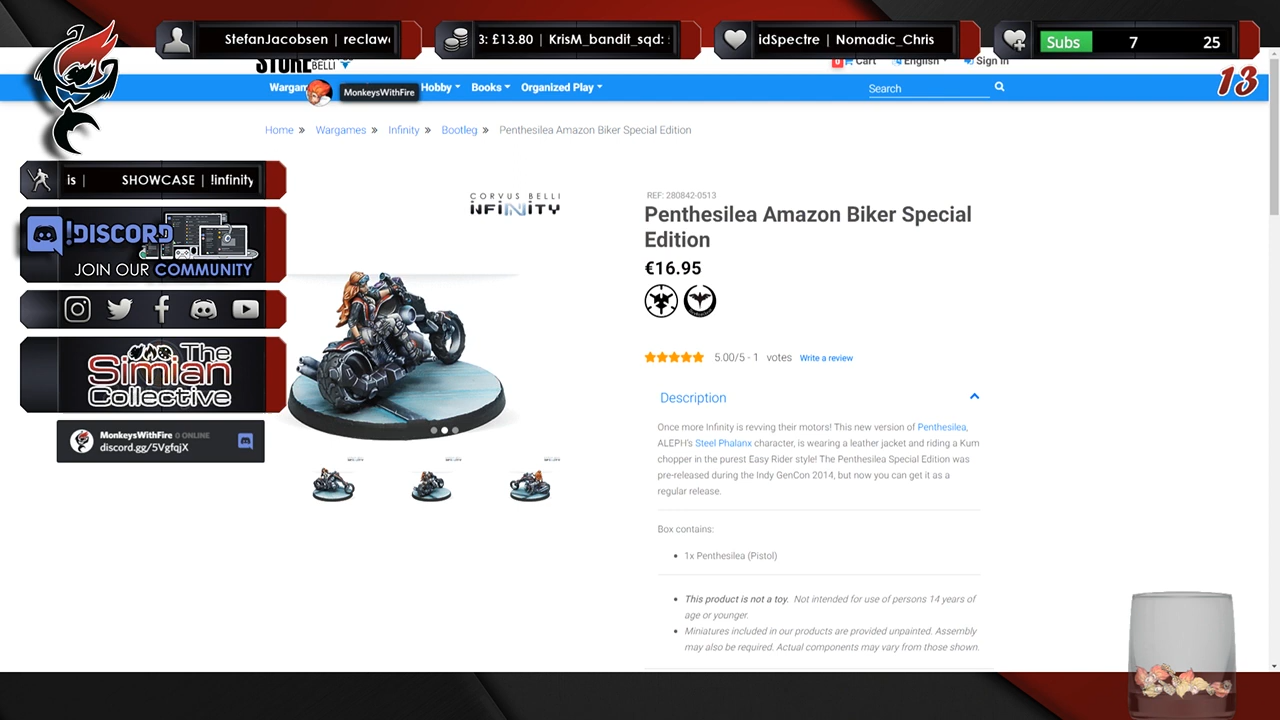 StefanJacobsen | reclaw
3: £13.80 | KrisM_bandit_sqd:
idSpectre | Nomadic_Chris
Subs 7 25
STORE
BELLI
0 Cart English Sign In
Wargam
MonkeysWithFire
Hobby Books Organized Play
Search
13
Home » Wargames » Infinity » Bootleg » Penthesilea Amazon Biker Special Edition
is | SHOWCASE | !infinity
!DISCORD
JOIN OUR COMMUNITY
The
Simian
Collective
MonkeysWithFire 0 ONLINE
discord.gg/5VgfqjX
CORVUS BELLI
INFINITY
REF: 280842-0513
Penthesilea Amazon Biker Special
Edition
€16.95
5.00/5 - 1 votes Write a review
Description
Once more Infinity is revving their motors! This new version of Penthesilea,
ALEPH's Steel Phalanx character, is wearing a leather jacket and riding a Kum
chopper in the purest Easy Rider style! The Penthesilea Special Edition was
pre-released during the Indy GenCon 2014, but now you can get it as a
regular release.
Box contains:
1x Penthesilea (Pistol)
This product is not a toy. Not intended for use of persons 14 years of
age or younger.
Miniatures included in our products are provided unpainted. Assembly
may also be required. Actual components may vary from those shown.